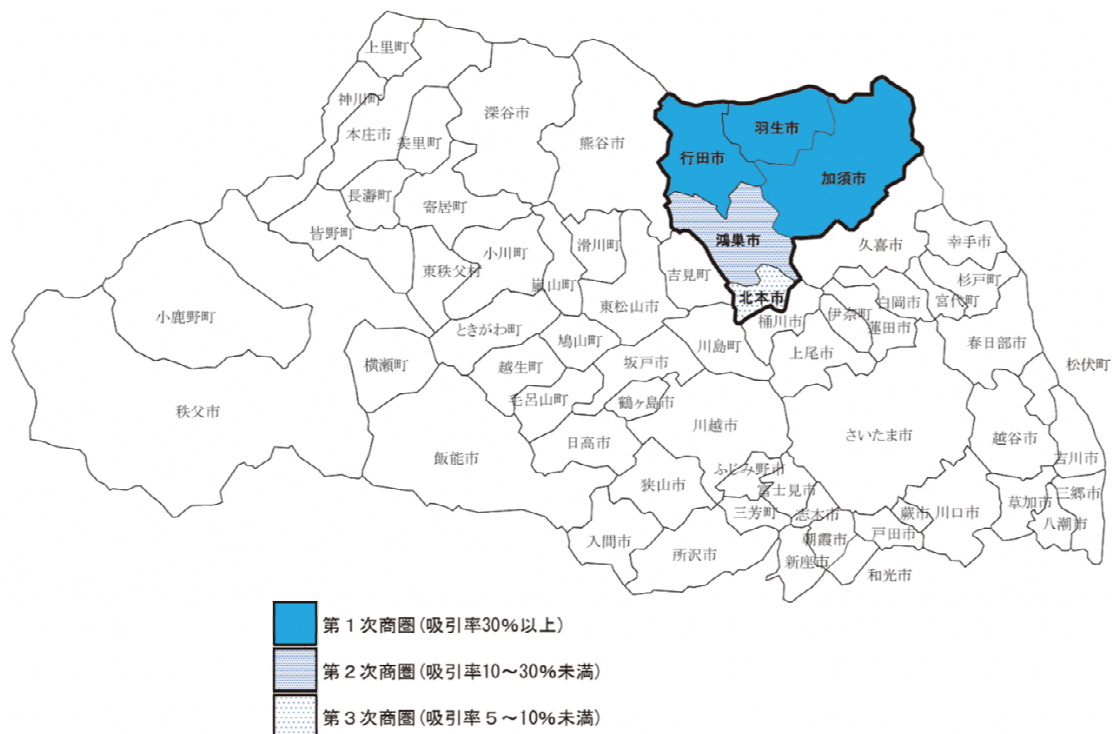 上里町
神川町
本庄市
美里町
深谷市
熊谷市
行田市
羽生市
加須市
長瀞町
寄居町
皆野町
東秩父村
小川町
嵐山町
滑川町
吉見町
鴻巣市
久喜市
幸手市
小鹿野町
ときがわ町
東松山市
北本市
桶川市
伊奈町
白岡市
蓮田市
宮代町
杉戸町
横瀬町
越生町
鳩山町
坂戸市
川島町
上尾市
春日部市
松伏町
秩父市
毛呂山町
鶴ヶ島市
川越市
さいたま市
越谷市
飯能市
日高市
狭山市
ふじみ野市
富士見市
三芳町
志木市
吉川市
三郷市
草加市
八潮市
入間市
所沢市
新座市
朝霞市
和光市
戸田市
蕨市
川口市
第1次商圏(吸引率30%以上)
第2次商圏(吸引率10～30%未満)
第3次商圏(吸引率5～10%未満)